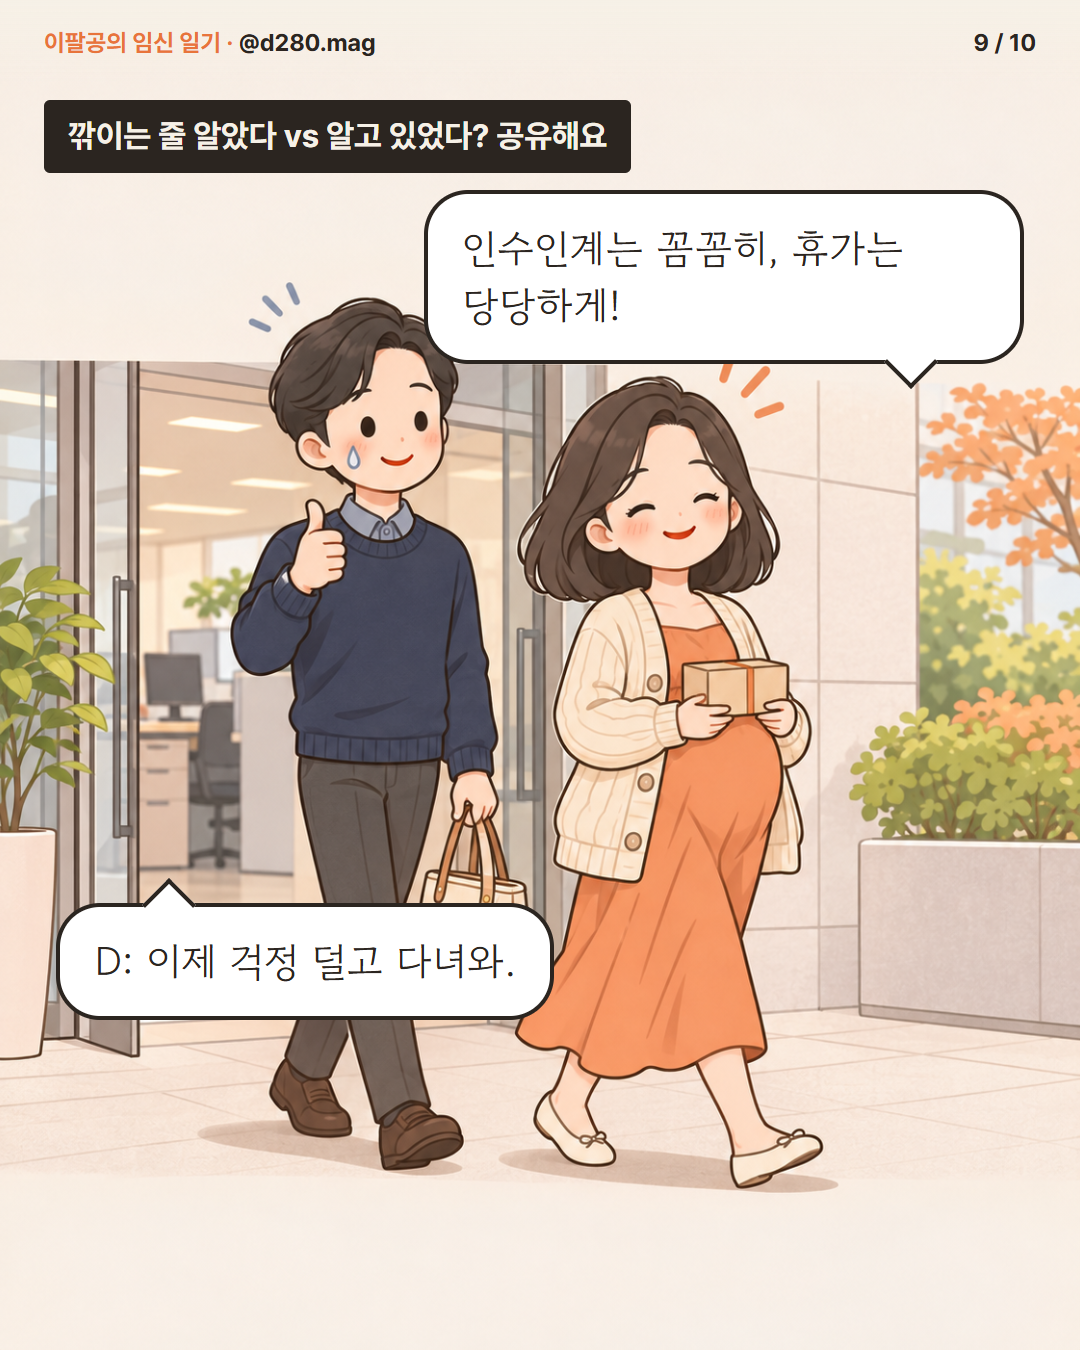 이팔공의 임신 일기 · @d280.mag
9 / 10
깎이는 줄 알았다 vs 알고 있었다? 공유해요
인수인계는 꼼꼼히, 휴가는
당당하게!
D: 이제 걱정 덜고 다녀와.